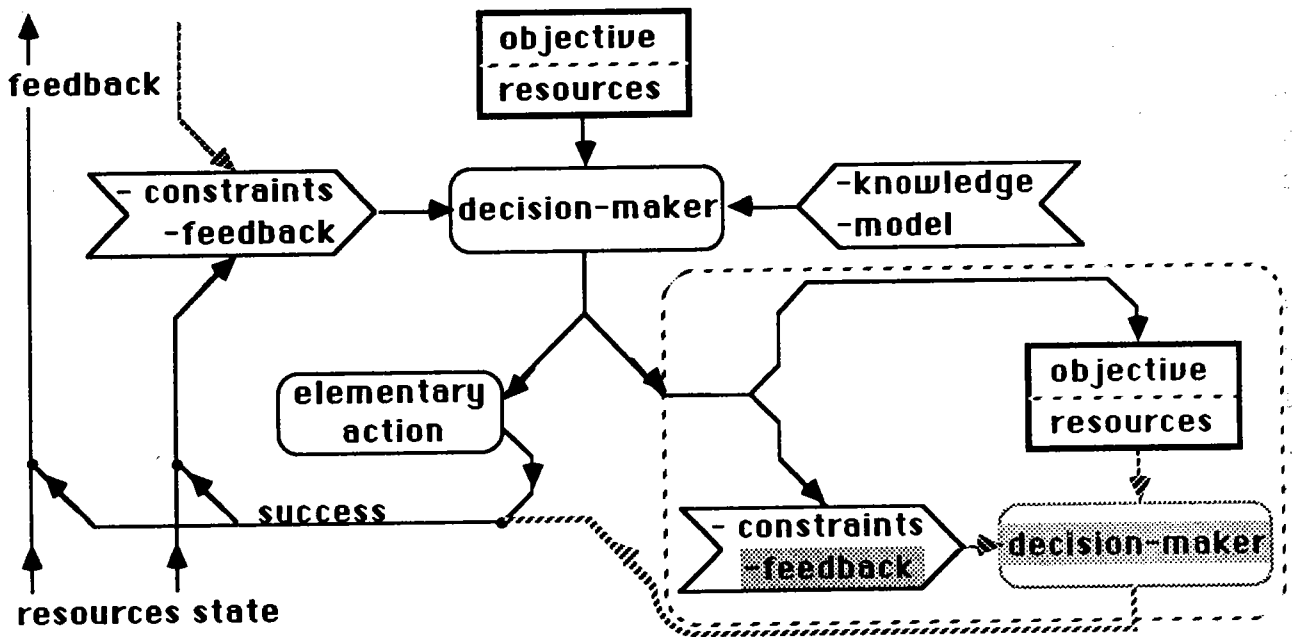 objective
resources
feedback
- constraints
-feedback
decision-maker
-knowledge
-model
elementary
action
objective
resources
success
- constraints
-feedback
decision-maker
resources state